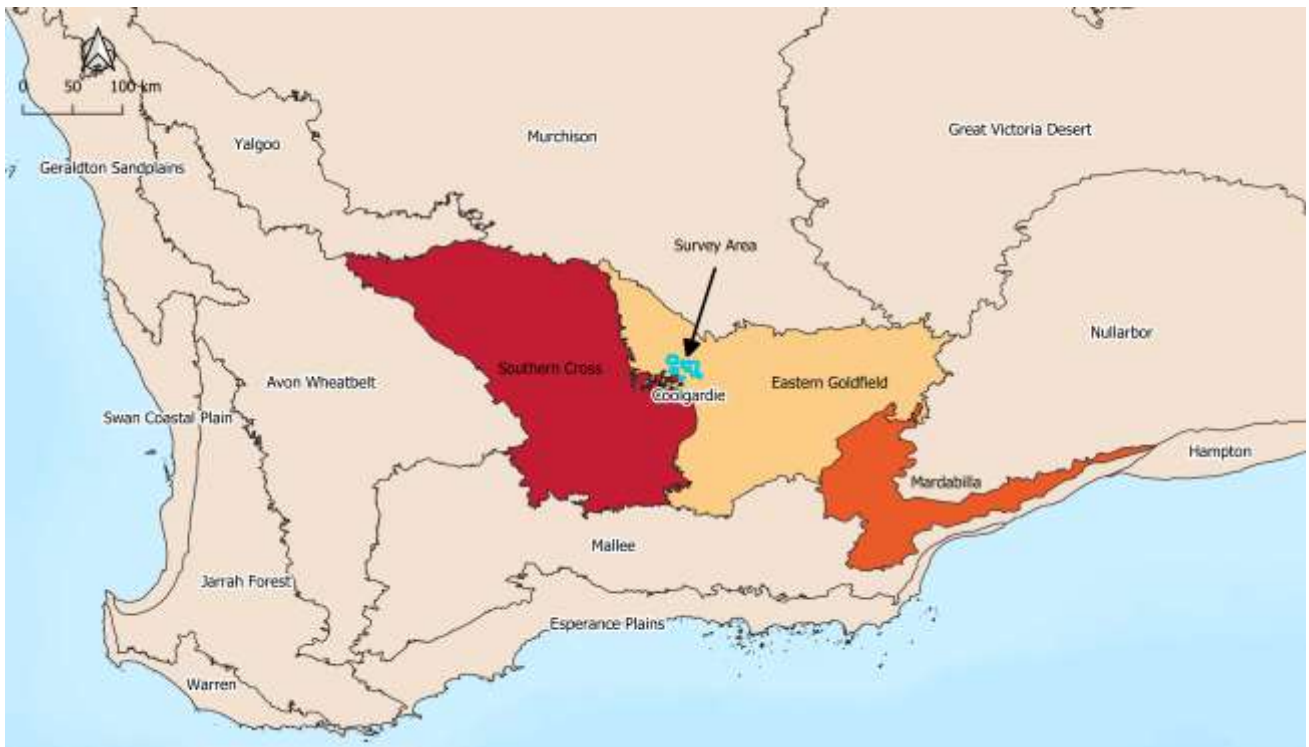 0 50 100 km
Yalgoo
Murchison
Great Victoria Desert
Geraldton Sandplains
Survey Area
Nullarbor
Southern Cross
Avon Wheatbelt
Eastern Goldfield
Coolgardie
Swan Coastal Plain
Hampton
Mardabilla
Mallee
Jarrah Forest
Esperance Plains
Warren